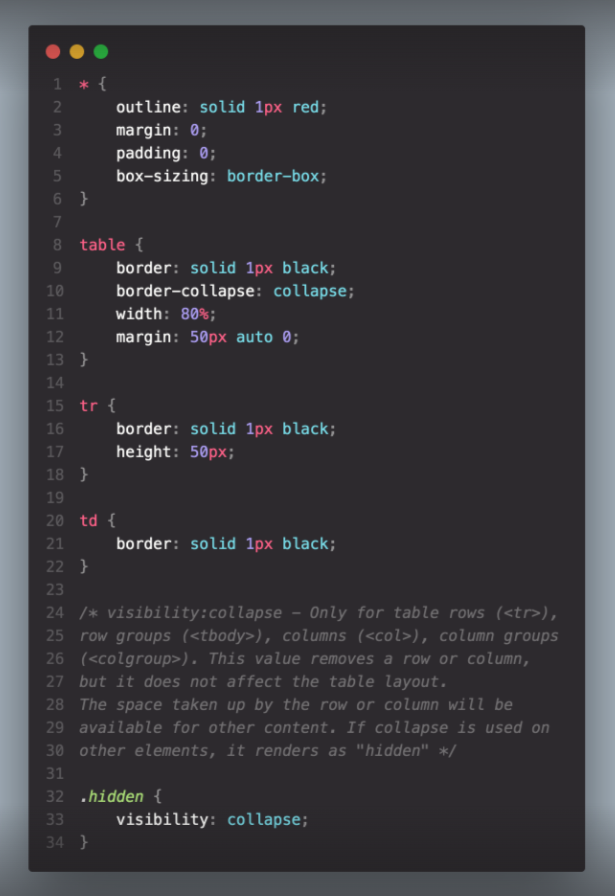 1 * {
2     outline: solid 1px red;
3     margin: 0;
4     padding: 0;
5     box-sizing: border-box;
6 }
7
8 table {
9     border: solid 1px black;
10     border-collapse: collapse;
11     width: 80%;
12     margin: 50px auto 0;
13 }
14
15 tr {
16     border: solid 1px black;
17     height: 50px;
18 }
19
20 td {
21     border: solid 1px black;
22 }
23
24 /* visibility:collapse – Only for table rows (<tr>),
25 row groups (<tbody>), columns (<col>), column groups
26 (<colgroup>). This value removes a row or column,
27 but it does not affect the table layout.
28 The space taken up by the row or column will be
29 available for other content. If collapse is used on
30 other elements, it renders as "hidden" */
31
32 .hidden {
33     visibility: collapse;
34 }